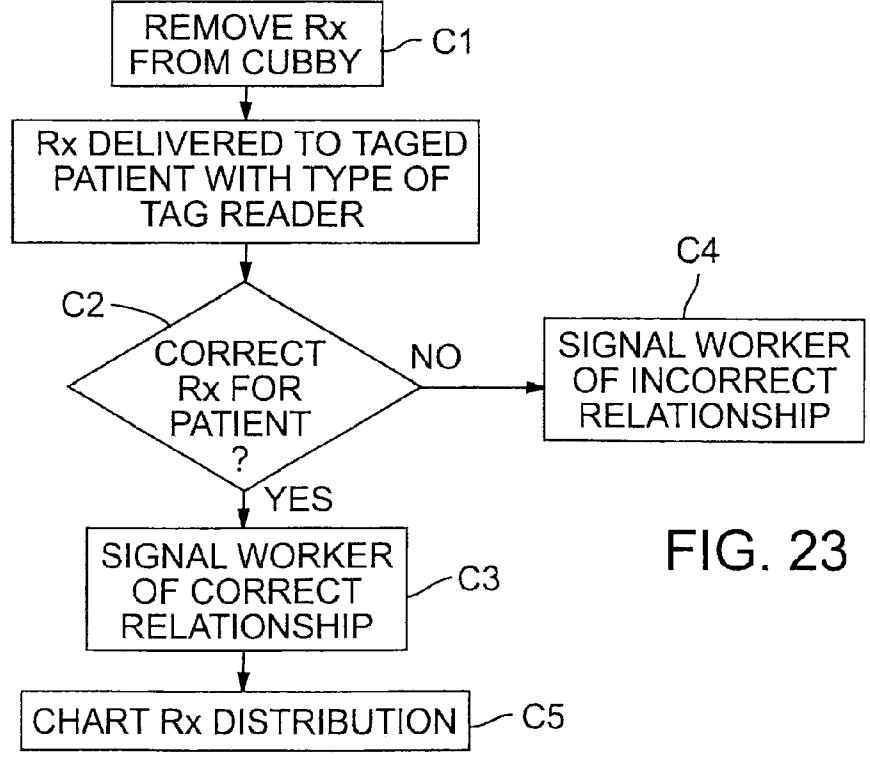 REMOVE Rx
FROM CUBBY
C1
Rx DELIVERED TO TAGED
PATIENT WITH TYPE OF
TAG READER
C2
CORRECT
Rx FOR
PATIENT
?
NO
C4
SIGNAL WORKER
OF INCORRECT
RELATIONSHIP
YES
SIGNAL WORKER
OF CORRECT
RELATIONSHIP
C3
FIG. 23
CHART Rx DISTRIBUTION
C5